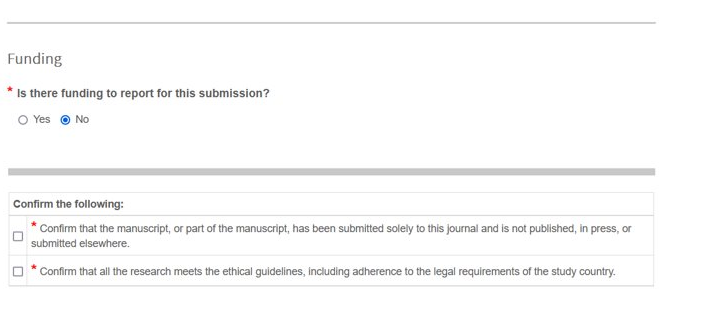 Funding
* Is there funding to report for this submission?
Yes No
Confirm the following:
* Confirm that the manuscript, or part of the manuscript, has been submitted solely to this journal and is not published, in press, or
submitted elsewhere.
* Confirm that all the research meets the ethical guidelines, including adherence to the legal requirements of the study country.